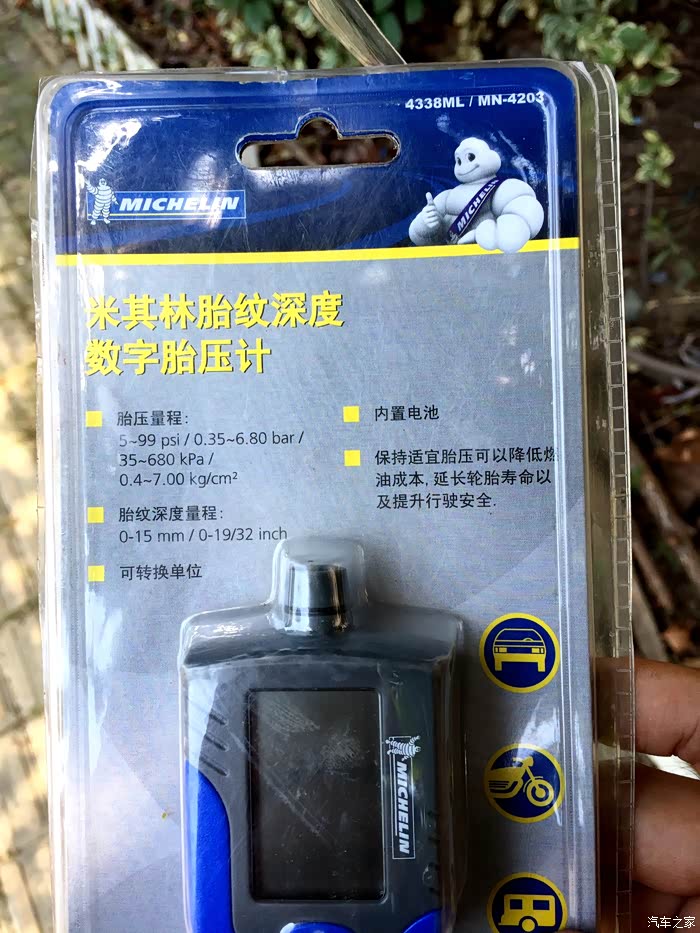 4338ML / MN-4203
MICHELIN
米其林胎纹深度
数字胎压计
胎压量程:
5~99 psi / 0.35~6.80 bar /
35~680 kPa /
0.4~7.00 kg/cm²
胎纹深度量程:
0-15 mm / 0-19/32 inch
可转换单位
内置电池
保持适宜胎压可以降低燃
油成本, 延长轮胎寿命以
及提升行驶安全.
MICHELIN
MICHELIN
汽车之家